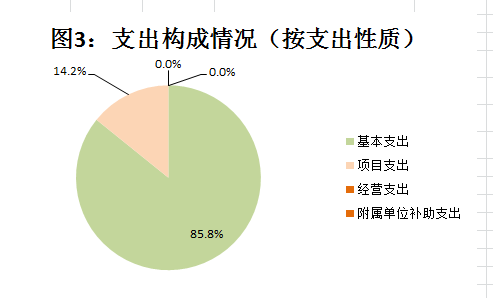 图3：支出构成情况（按支出性质）
0.0%
14.2%
0.0%
基本支出
项目支出
经营支出
附属单位补助支出
85.8%